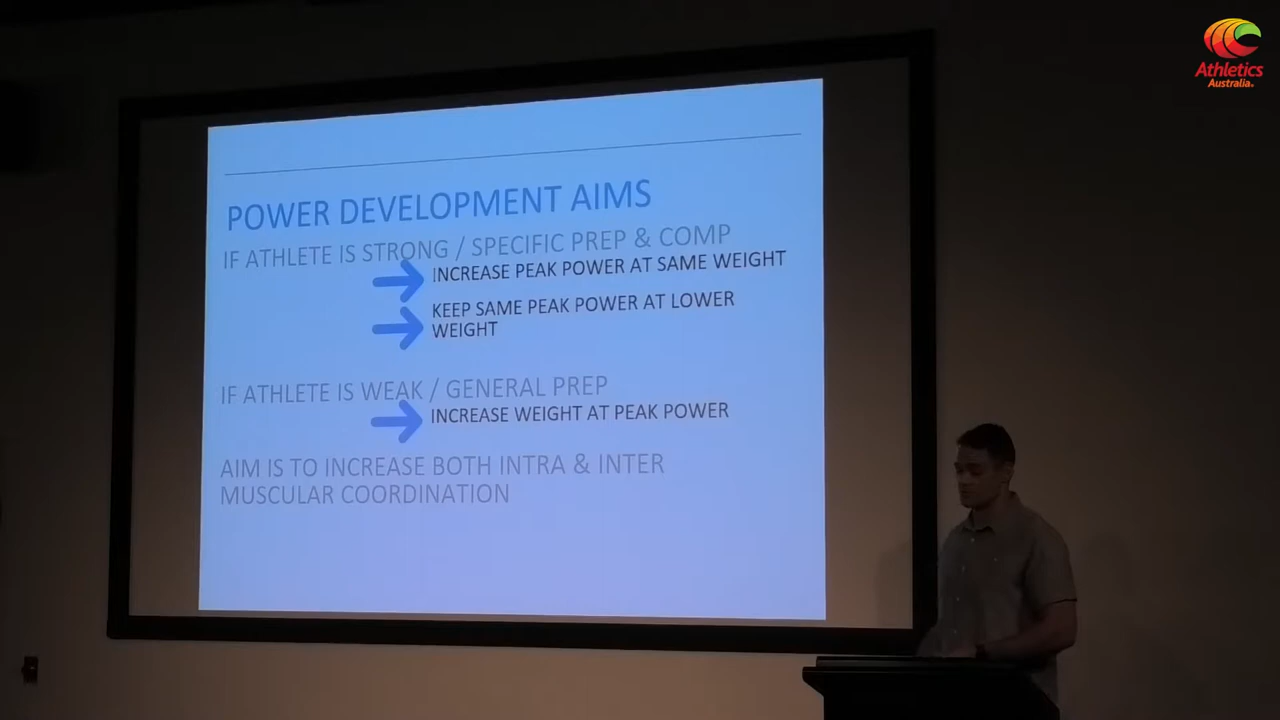 Athletics
Australia
POWER DEVELOPMENT AIMS
IF ATHLETE IS STRONG / SPECIFIC PREP & COMP
INCREASE PEAK POWER AT SAME WEIGHT
KEEP SAME PEAK POWER AT LOWER
WEIGHT
IF ATHLETE IS WEAK / GENERAL PREP
INCREASE WEIGHT AT PEAK POWER
AIM IS TO INCREASE BOTH INTRA & INTER
MUSCULAR COORDINATION